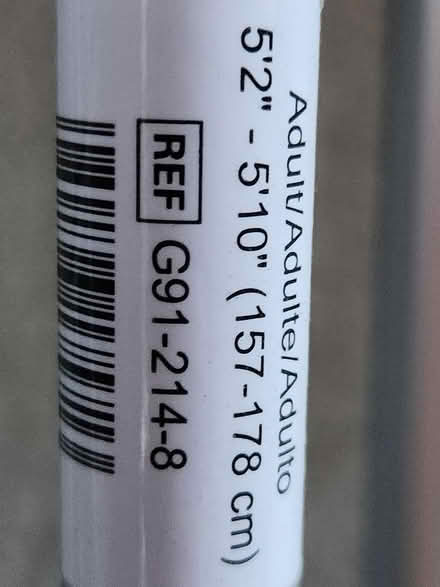 Adult/Adulte/Adulto
5'2" - 5'10" (157-178 cm)
REF G91-214-8